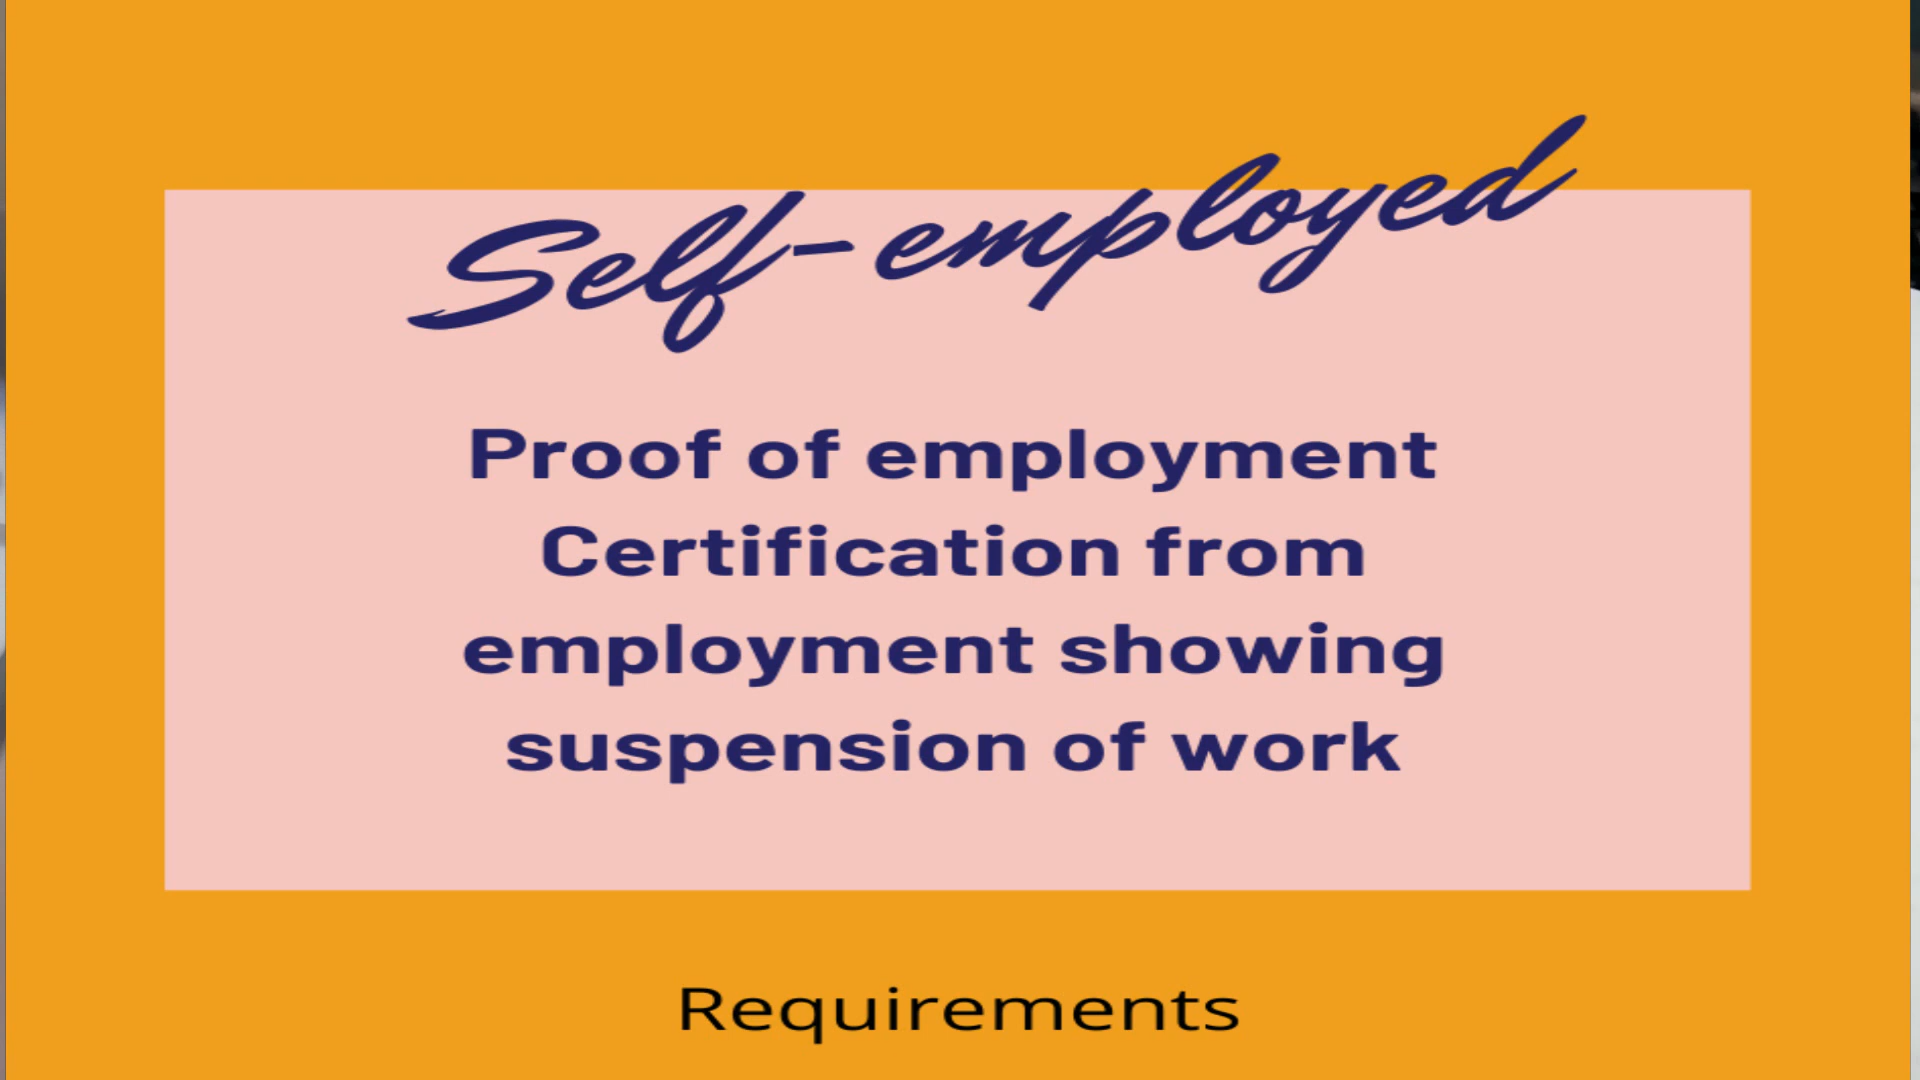 Self-employed
Proof of employment
Certification from
employment showing
suspension of work
Requirements